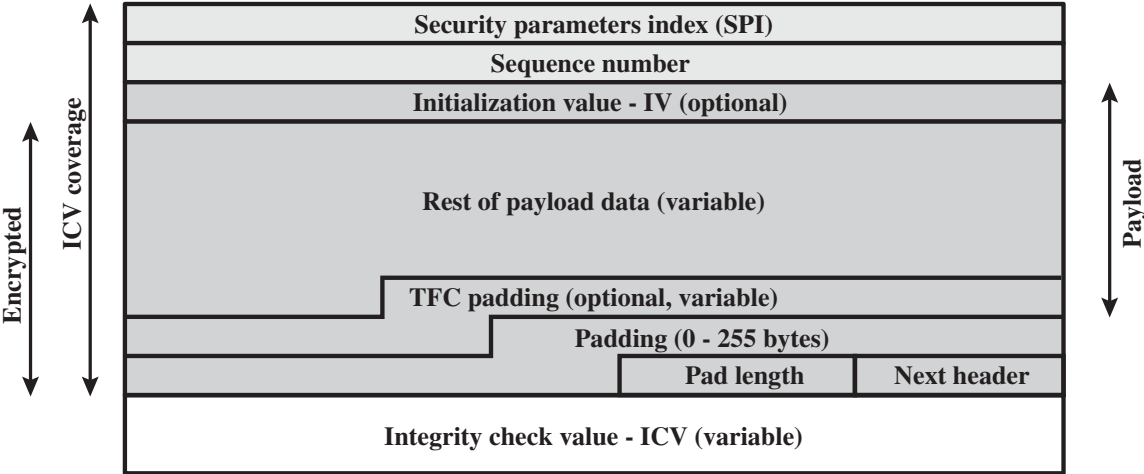 Security parameters index (SPI)
Sequence number
Initialization value - IV (optional)
Rest of payload data (variable)
TFC padding (optional, variable)
Padding (0 - 255 bytes)
Pad length
Next header
Integrity check value - ICV (variable)
Encrypted
ICV coverage
Payload